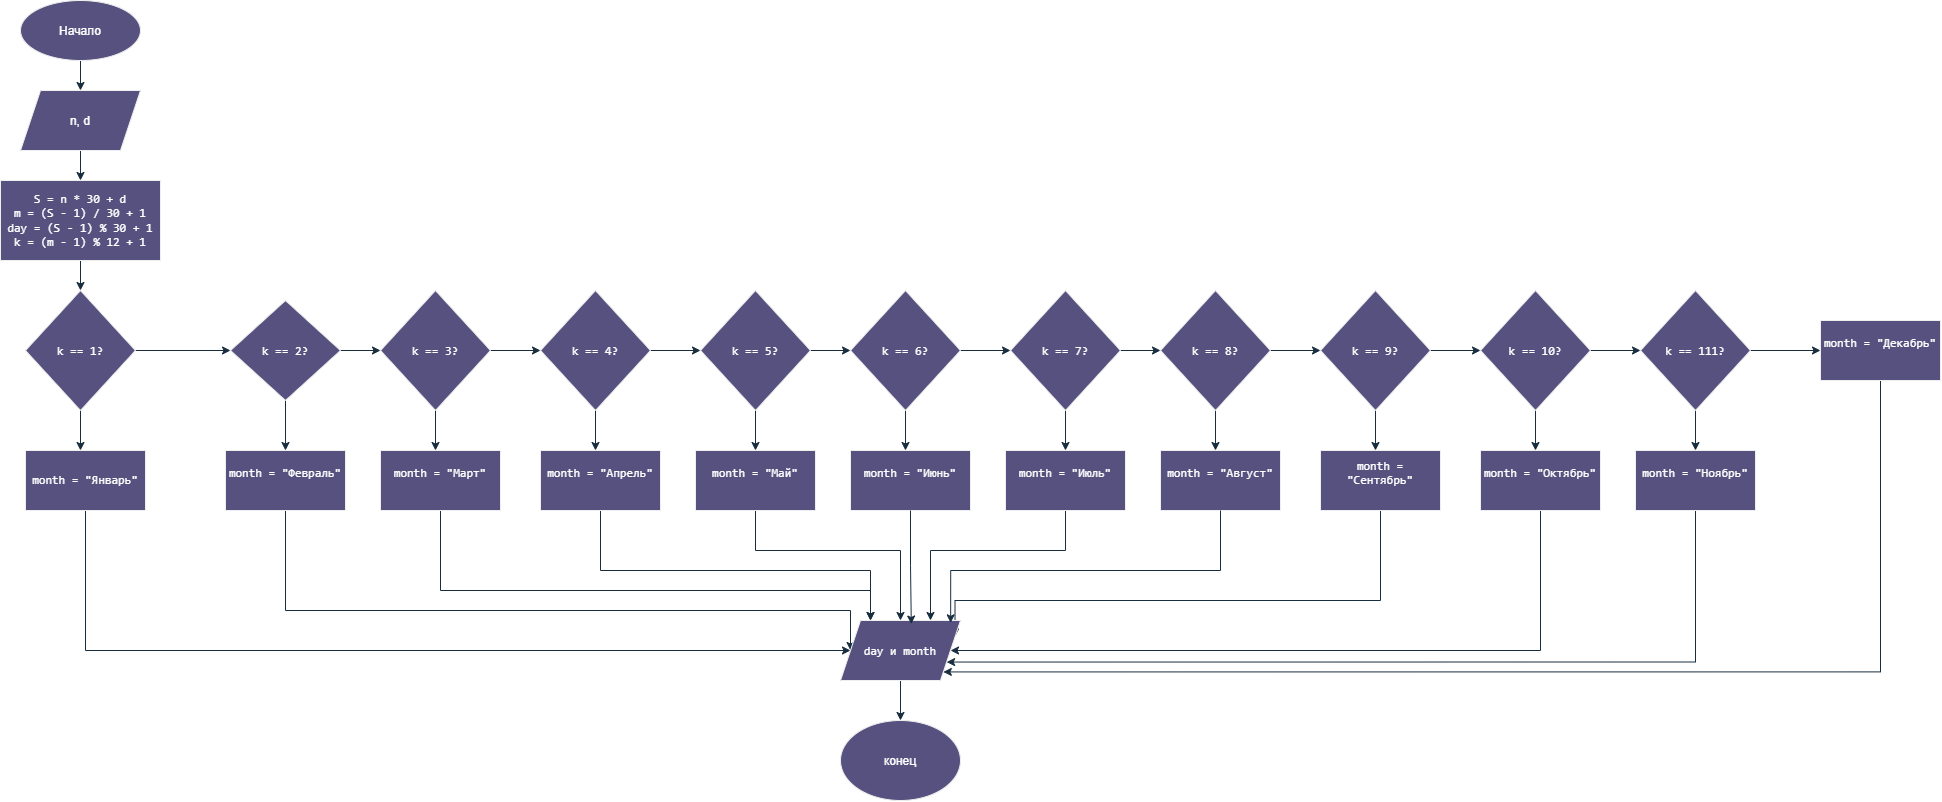 Начало
n, d
S = n * 30 + d
m = (S - 1) / 30 + 1
day = (S - 1) % 30 + 1
k = (m - 1) % 12 + 1
k == 1?
k == 2?
k == 3?
k == 4?
k == 5?
k == 6?
k == 7?
k == 8?
k == 9?
k == 10?
k == 111?
month = "Декабрь"
month = "Январь"
month = "Февраль"
month = "Март"
month = "Апрель"
month = "Май"
month = "Июнь"
month = "Июль"
month = "Август"
month =
"Сентябрь"
month = "Октябрь"
month = "Ноябрь"
day и month
конец